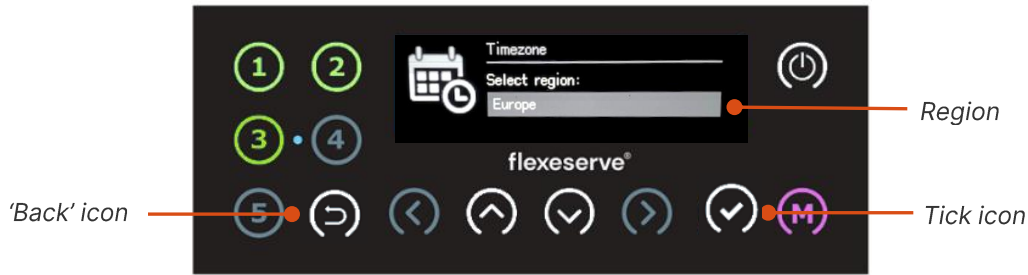 Timezone
1 2
Select region:
Europe
Region
3 4
flexeserve®
'Back' icon
5
M
Tick icon